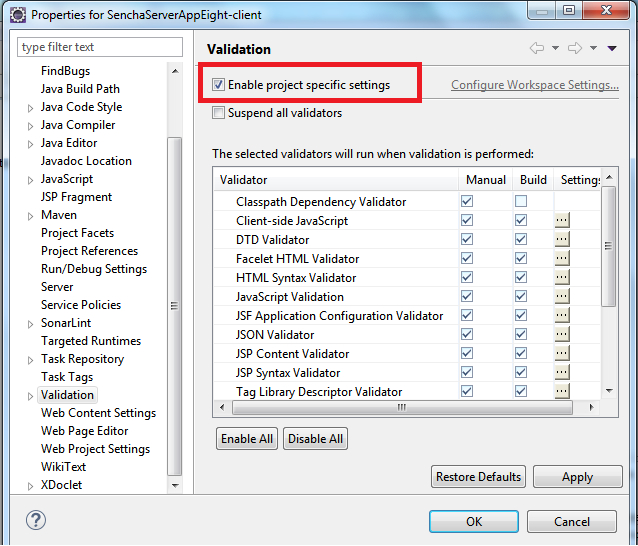 Properties for SenchaServerAppEight-client
type filter text
FindBugs
Java Build Path
Java Code Style
Java Compiler
Java Editor
Javadoc Location
JavaScript
JSP Fragment
Maven
Project Facets
Project References
Run/Debug Settings
Server
Service Policies
SonarLint
Targeted Runtimes
Task Repository
Task Tags
Validation
Web Content Settings
Web Page Editor
Web Project Settings
WikiText
XDoclet
Validation
Enable project specific settings
Configure Workspace Settings...
Suspend all validators
The selected validators will run when validation is performed:
Validator Manual Build Settings
Classpath Dependency Validator
Client-side JavaScript ...
DTD Validator ...
Facelet HTML Validator ...
HTML Syntax Validator ...
JavaScript Validation ...
JSF Application Configuration Validator ...
JSON Validator ...
JSP Content Validator ...
JSP Syntax Validator ...
Tag Library Descriptor Validator ...
Enable All Disable All
Restore Defaults Apply
? OK Cancel